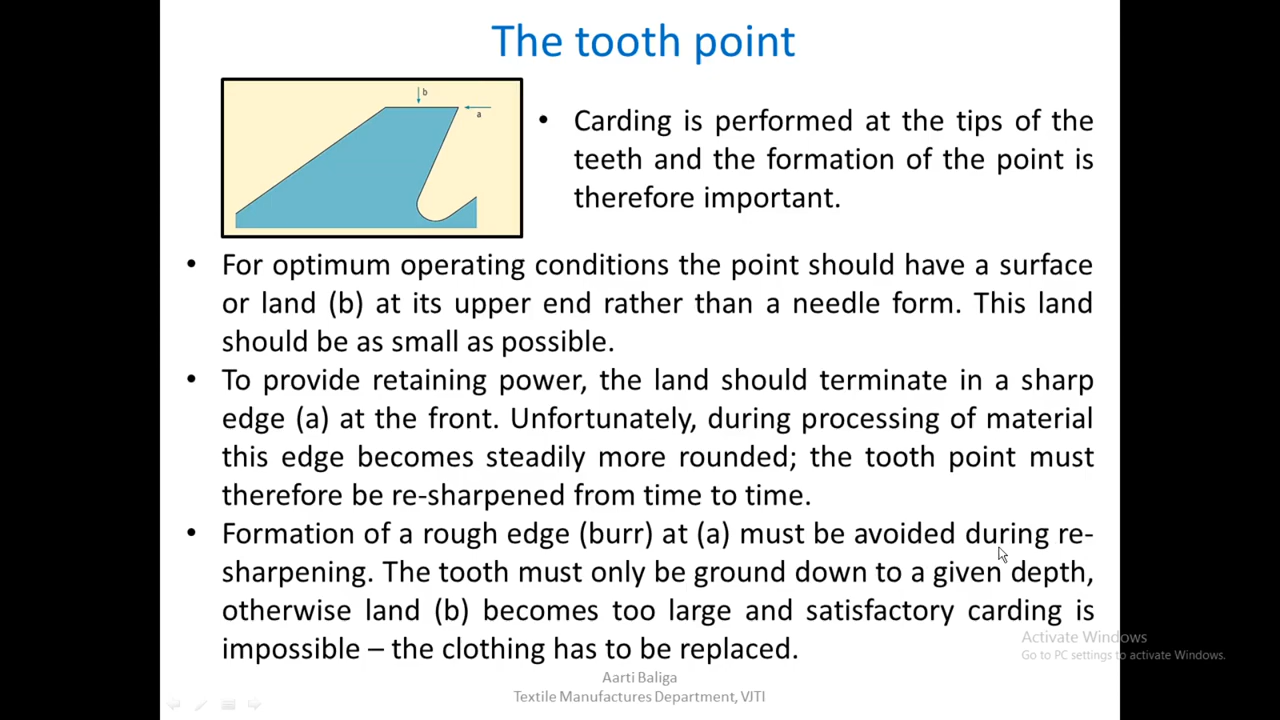 The tooth point
b
a
• Carding is performed at the tips of the
teeth and the formation of the point is
therefore important.
• For optimum operating conditions the point should have a surface
or land (b) at its upper end rather than a needle form. This land
should be as small as possible.
• To provide retaining power, the land should terminate in a sharp
edge (a) at the front. Unfortunately, during processing of material
this edge becomes steadily more rounded; the tooth point must
therefore be re-sharpened from time to time.
• Formation of a rough edge (burr) at (a) must be avoided during re-
sharpening. The tooth must only be ground down to a given depth,
otherwise land (b) becomes too large and satisfactory carding is
impossible – the clothing has to be replaced.
Activate Windows
Go to PC settings to activate Windows.
Aarti Baliga
Textile Manufactures Department, VJTI